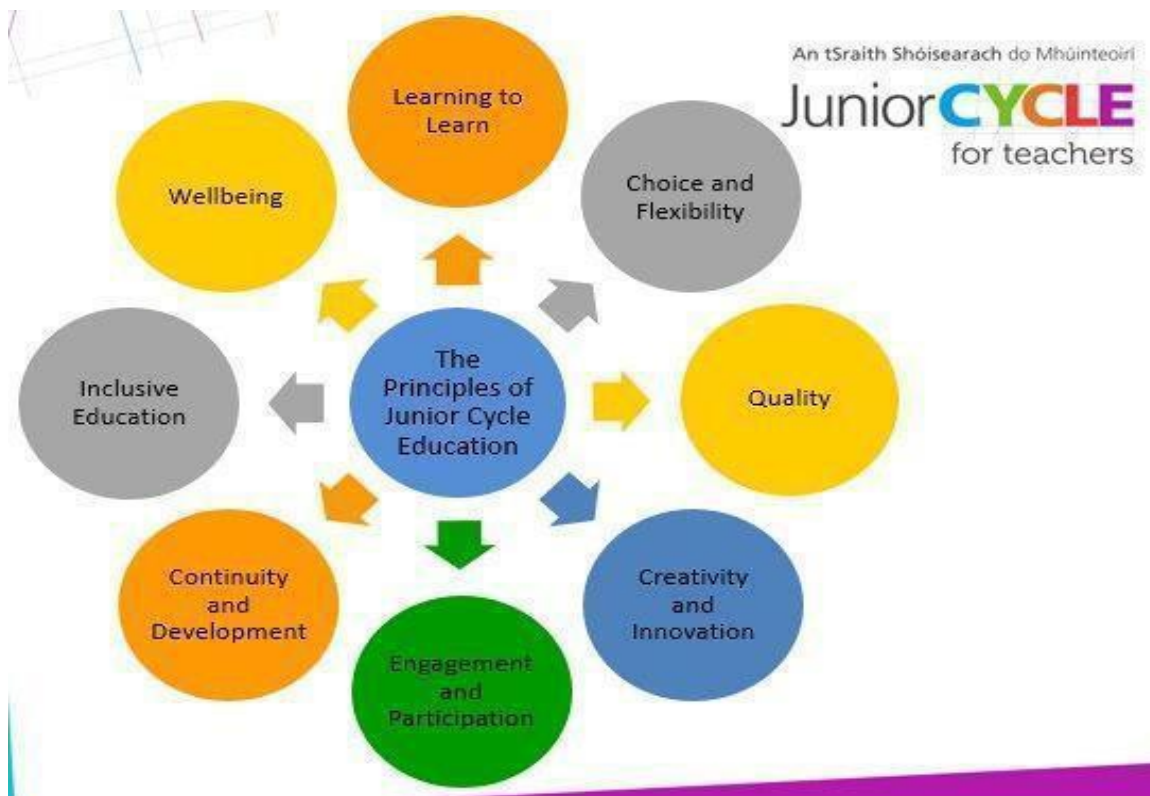 An tSraith Shóisearach do Mhúinteoirí
JuniorCYCLE
for teachers
Learning to
Learn
Choice and
Flexibility
Quality
Creativity
and
Innovation
Engagement
and
Participation
Continuity
and
Development
Inclusive
Education
Wellbeing
The
Principles of
Junior Cycle
Education